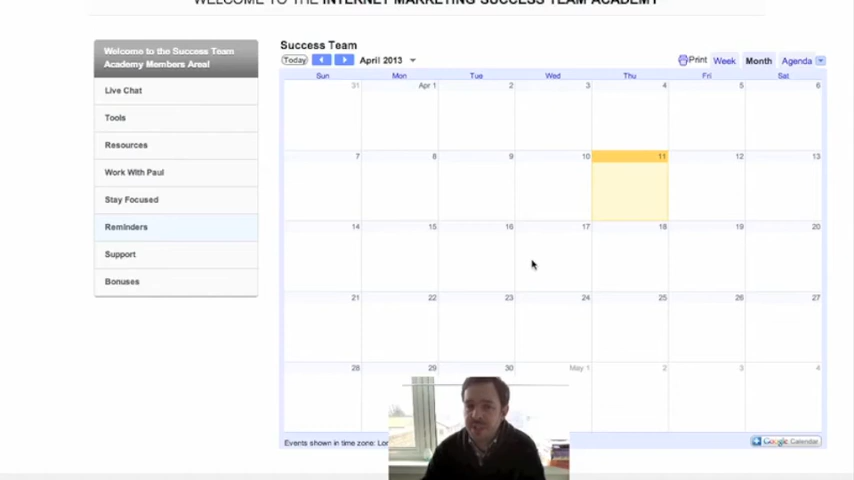 WELCOME TO THE INTERNET MARKETING SUCCESS TEAM ACADEMY
Welcome to the Success Team
Academy Members Area!
Live Chat
Tools
Resources
Work With Paul
Stay Focused
Reminders
Support
Bonuses
Success Team
Today April 2013 Print Week Month Agenda
Sun Mon Tue Wed Thu Fri Sat
31 Apr 1 2 3 4 5 6
7 8 9 10 11 12 13
14 15 16 17 18 19 20
21 22 23 24 25 26 27
28 29 30 May 1 2 3 4
Events shown in time zone:
Google Calendar